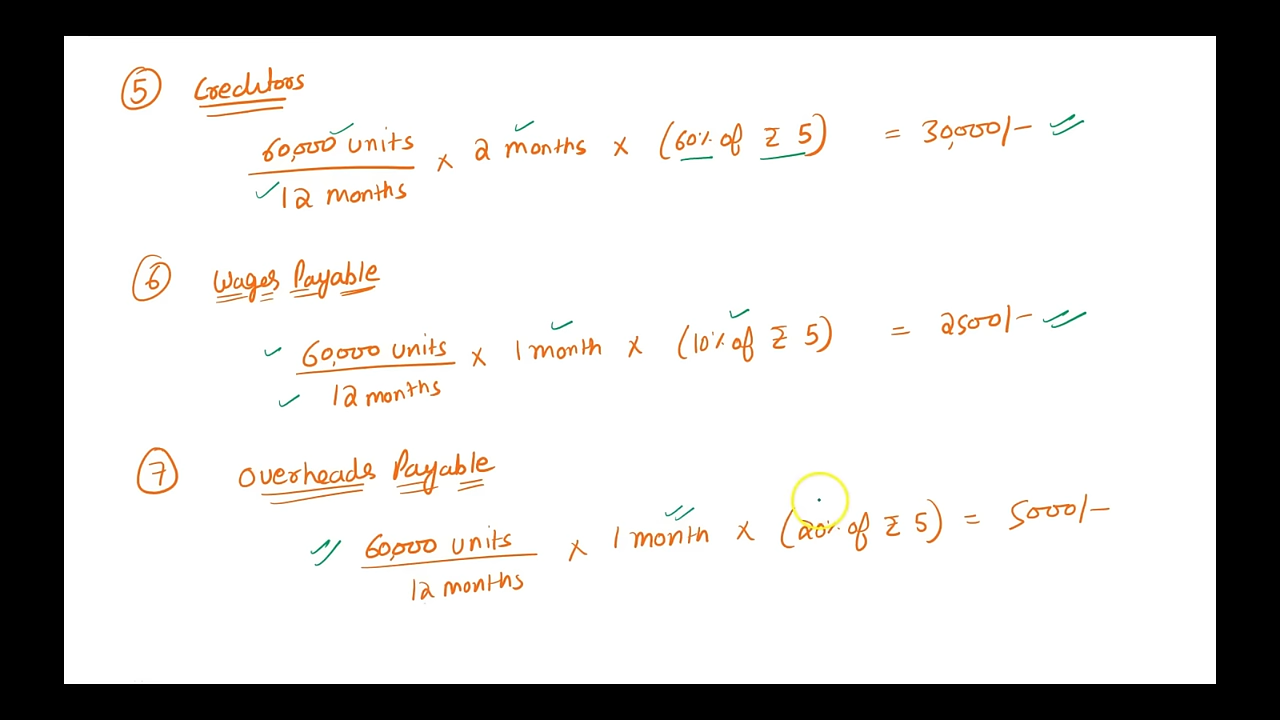 5 Creditors
60,000 units / 12 months × 2 months × (60% of ₹ 5) = 30,000/-
6 Wages Payable
60,000 units / 12 months × 1 month × (10% of ₹ 5) = 2500/-
7 Overheads Payable
60,000 units / 12 months × 1 month × (20% of ₹ 5) = 5000/-